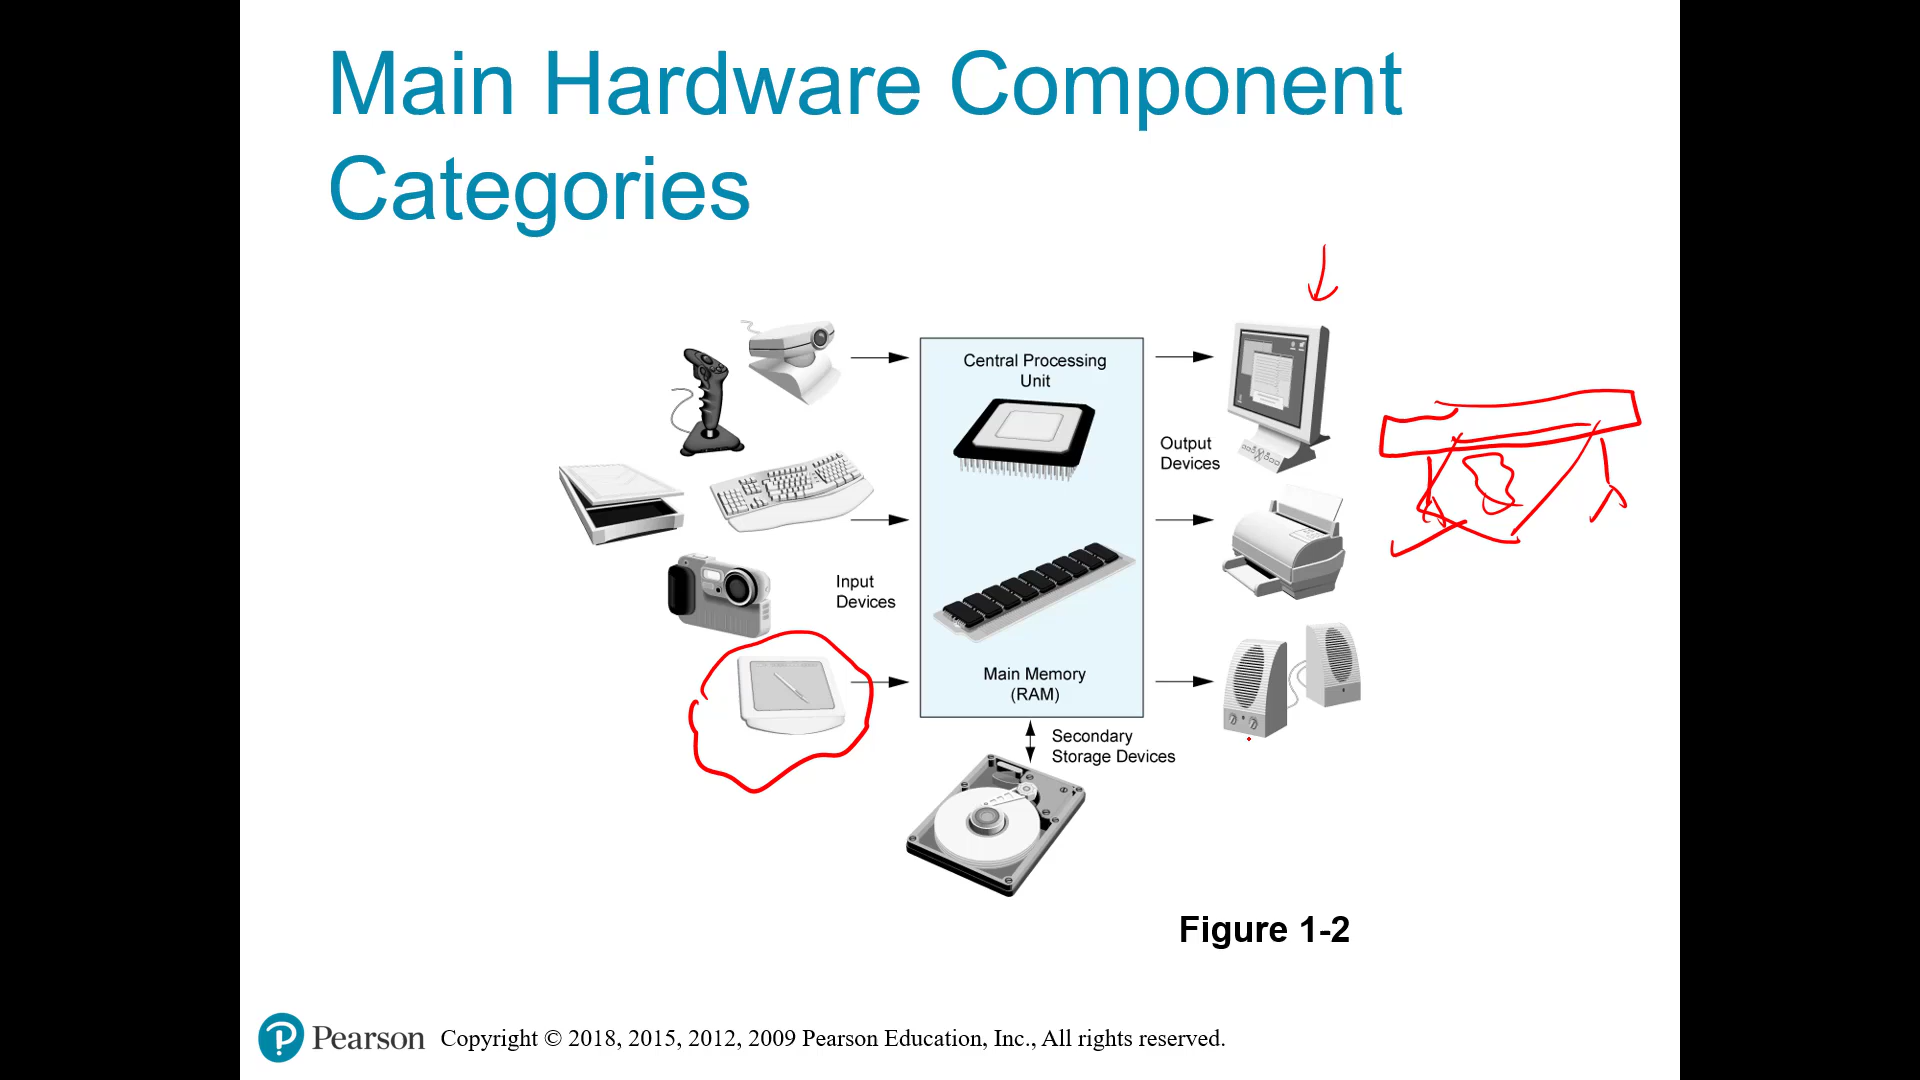 Main Hardware Component
Categories
Central Processing
Unit
Output
Devices
Input
Devices
Main Memory
(RAM)
Secondary
Storage Devices
Figure 1-2
Pearson Copyright © 2018, 2015, 2012, 2009 Pearson Education, Inc., All rights reserved.